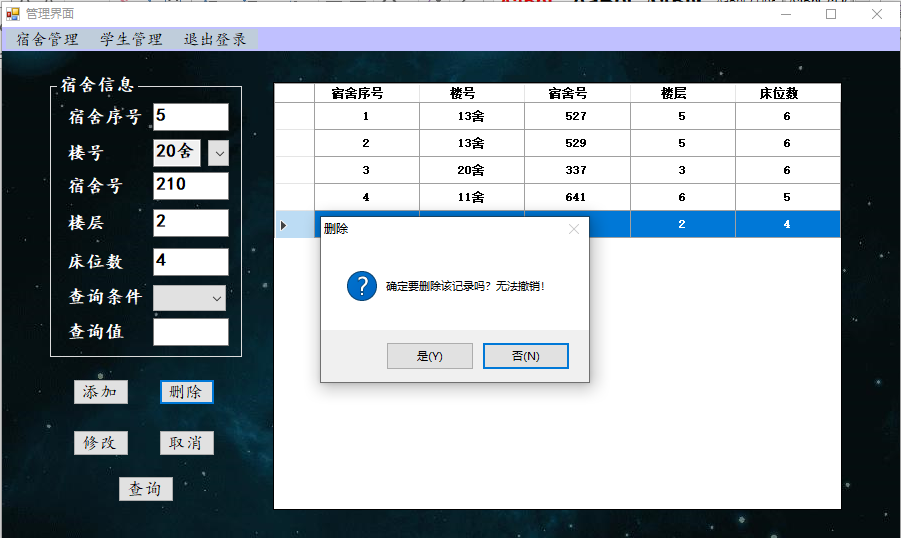 管理界面
宿舍管理 学生管理 退出登录
宿舍信息
宿舍序号 5
楼号 20舍
宿舍号 210
楼层 2
床位数 4
查询条件
查询值
添加 删除
修改 取消
查询
宿舍序号 楼号 宿舍号 楼层 床位数
1 13舍 527 5 6
2 13舍 529 5 6
3 20舍 337 3 6
4 11舍 641 6 5
2 4
删除
确定要删除该记录吗？无法撤销！
是(Y) 否(N)